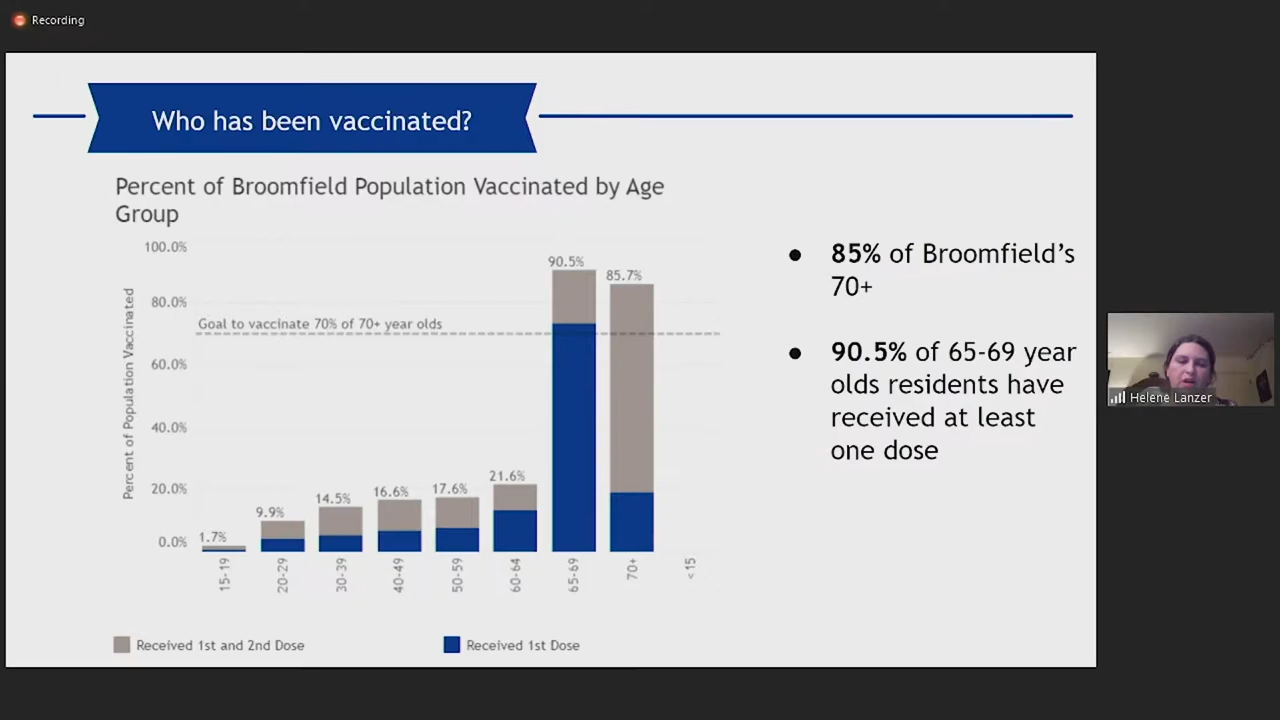 Recording
Who has been vaccinated?
Percent of Broomfield Population Vaccinated by Age
Group
Percent of Population Vaccinated
100.0%
80.0%
60.0%
40.0%
20.0%
0.0%
Goal to vaccinate 70% of 70+ year olds
1.7%
9.9%
14.5%
16.6%
17.6%
21.6%
90.5%
85.7%
15-19
20-29
30-39
40-49
50-59
60-64
65-69
70+
<15
Received 1st and 2nd Dose
Received 1st Dose
● 85% of Broomfield's
70+
● 90.5% of 65-69 year
olds residents have
received at least
one dose
Helene Lanzer